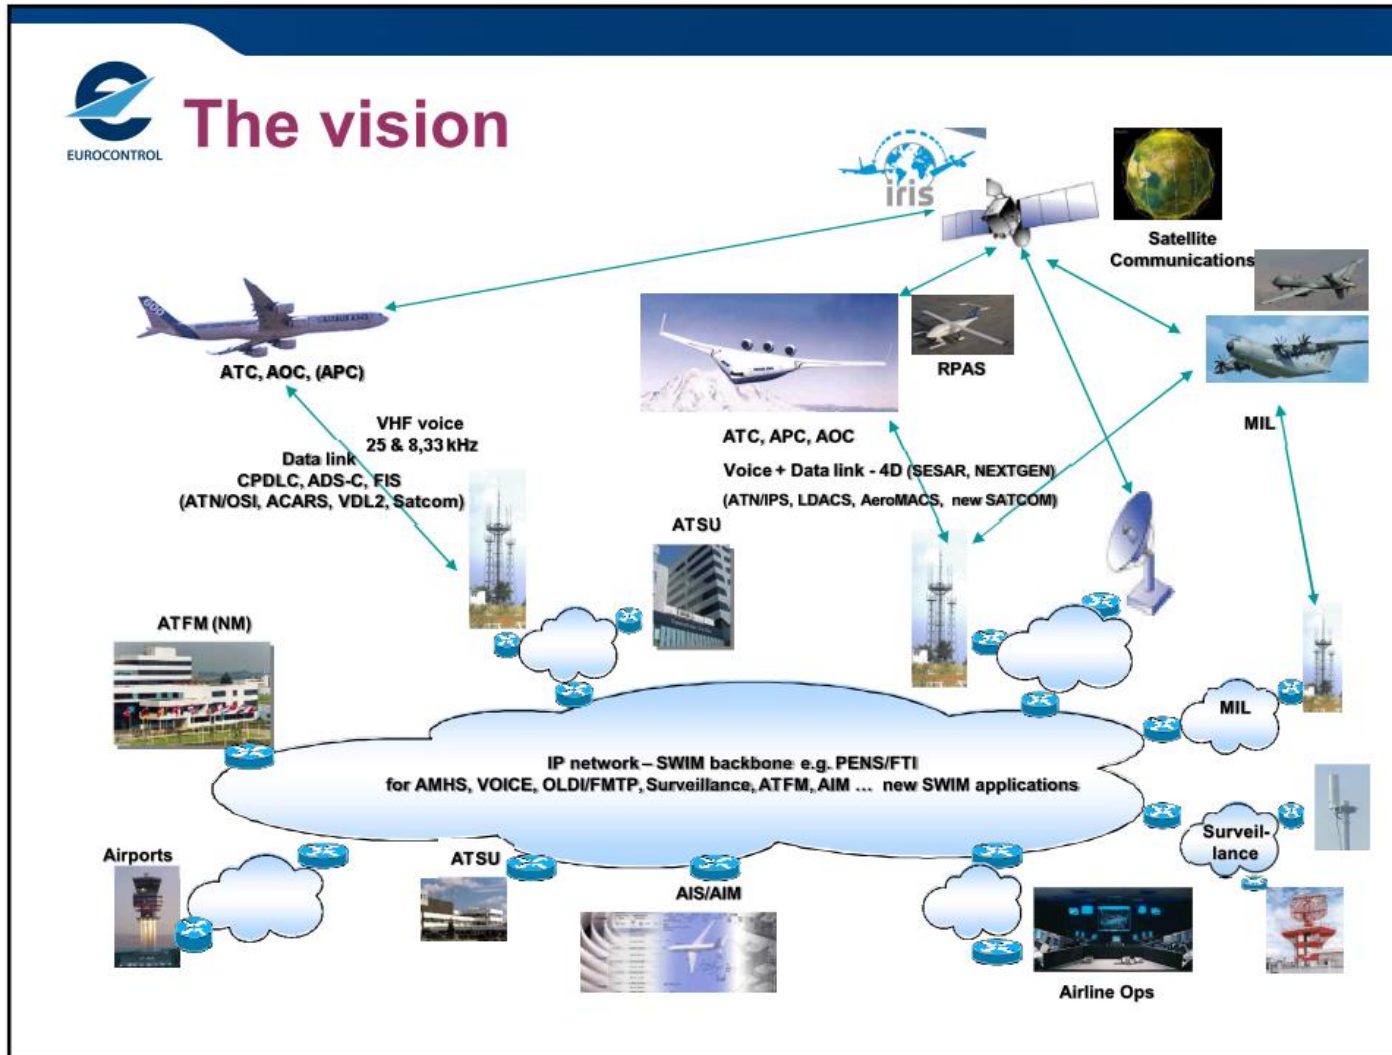 EUROCONTROL
The vision
iris
Satellite
Communications
600
ATC, AOC, (APC)
RPAS
MIL
VHF voice
25 & 8,33 kHz
Data link
CPDLC, ADS-C, FIS
(ATN/OSI, ACARS, VDL2, Satcom)
ATC, APC, AOC
Voice + Data link - 4D (SESAR, NEXTGEN)
(ATN/IPS, LDACS, AeroMACS, new SATCOM)
ATSU
ATFM (NM)
MIL
IP network – SWIM backbone e.g. PENS/FTI
for AMHS, VOICE, OLDI/FMTP, Surveillance, ATFM, AIM ... new SWIM applications
Surveil-
lance
Airports
ATSU
AIS/AIM
Airline Ops